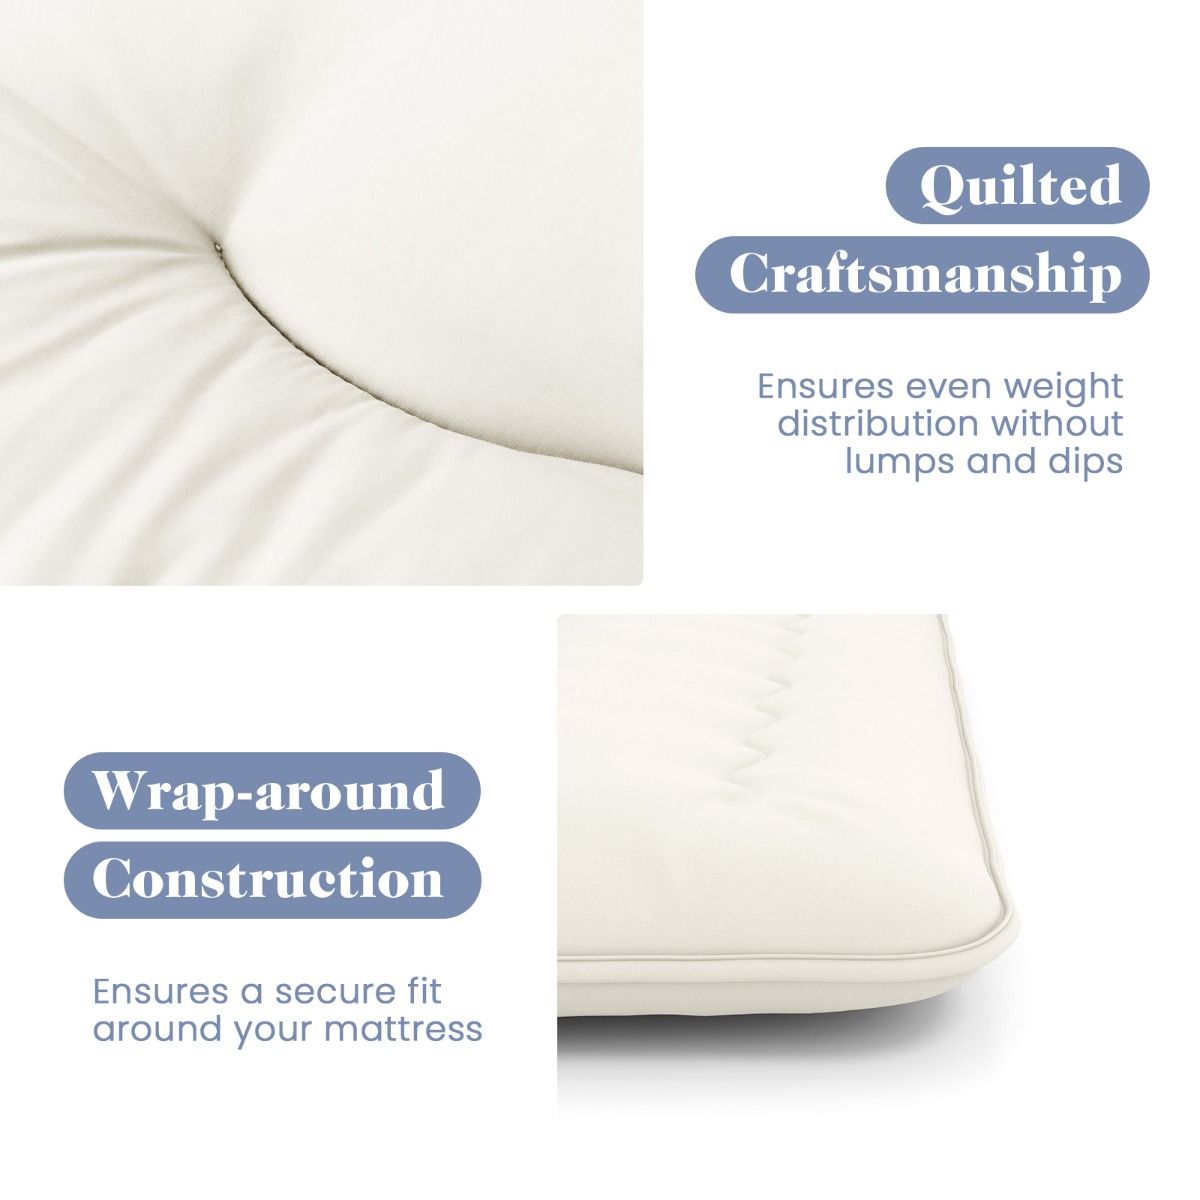 Quilted
Craftsmanship
Ensures even weight
distribution without
lumps and dips
Wrap-around
Construction
Ensures a secure fit
around your mattress